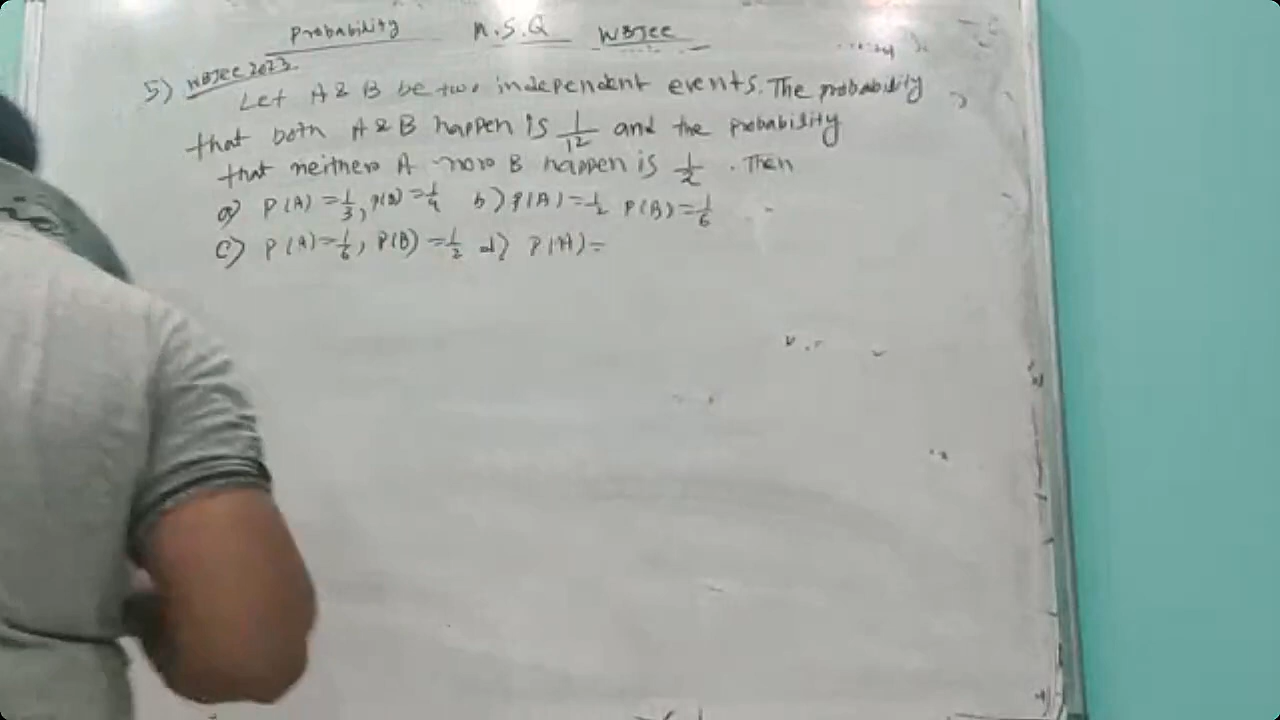 Probability M.S.Q WBJEE
5) WBJEE 2023.
Let A & B be two independent events. The probability
that both A & B happen is 1/12 and the probability
that neither A nor B happen is 1/2. Then
a) P(A) = 1/3, P(B) = 1/4 b) P(A) = 1/2 P(B) = 1/6
c) P(A) = 1/6, P(B) = 1/2 d) P(A) =